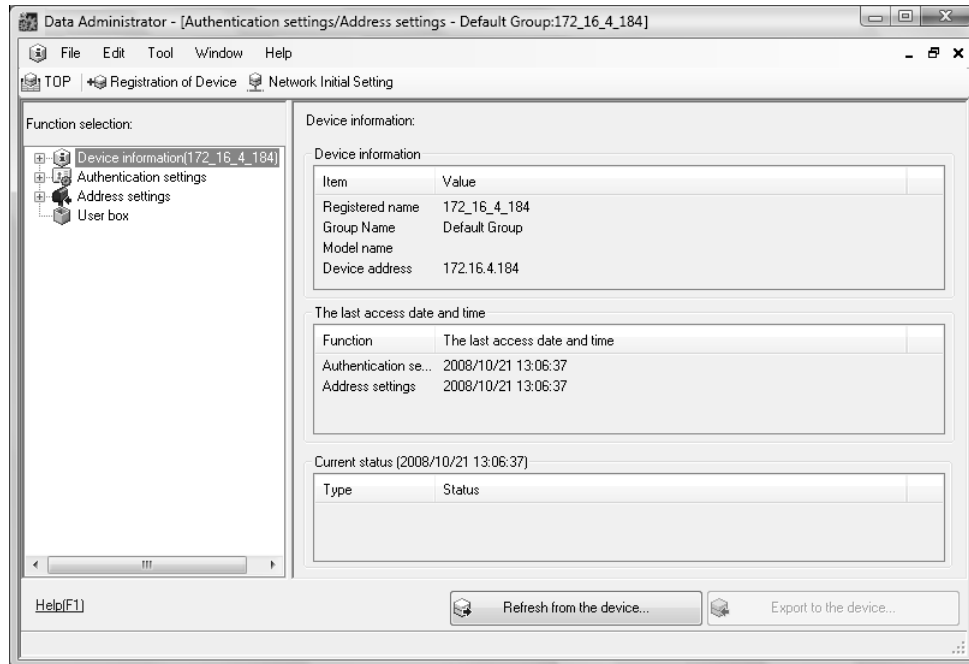 Data Administrator - [Authentication settings/Address settings - Default Group:172_16_4_184]
File Edit Tool Window Help
TOP Registration of Device Network Initial Setting
Function selection:
Device information(172_16_4_184)
Authentication settings
Address settings
User box
Device information:
Device information
Item Value
Registered name 172_16_4_184
Group Name Default Group
Model name
Device address 172.16.4.184
The last access date and time
Function The last access date and time
Authentication se... 2008/10/21 13:06:37
Address settings 2008/10/21 13:06:37
Current status (2008/10/21 13:06:37)
Type Status
Help(F1)
Refresh from the device...
Export to the device...